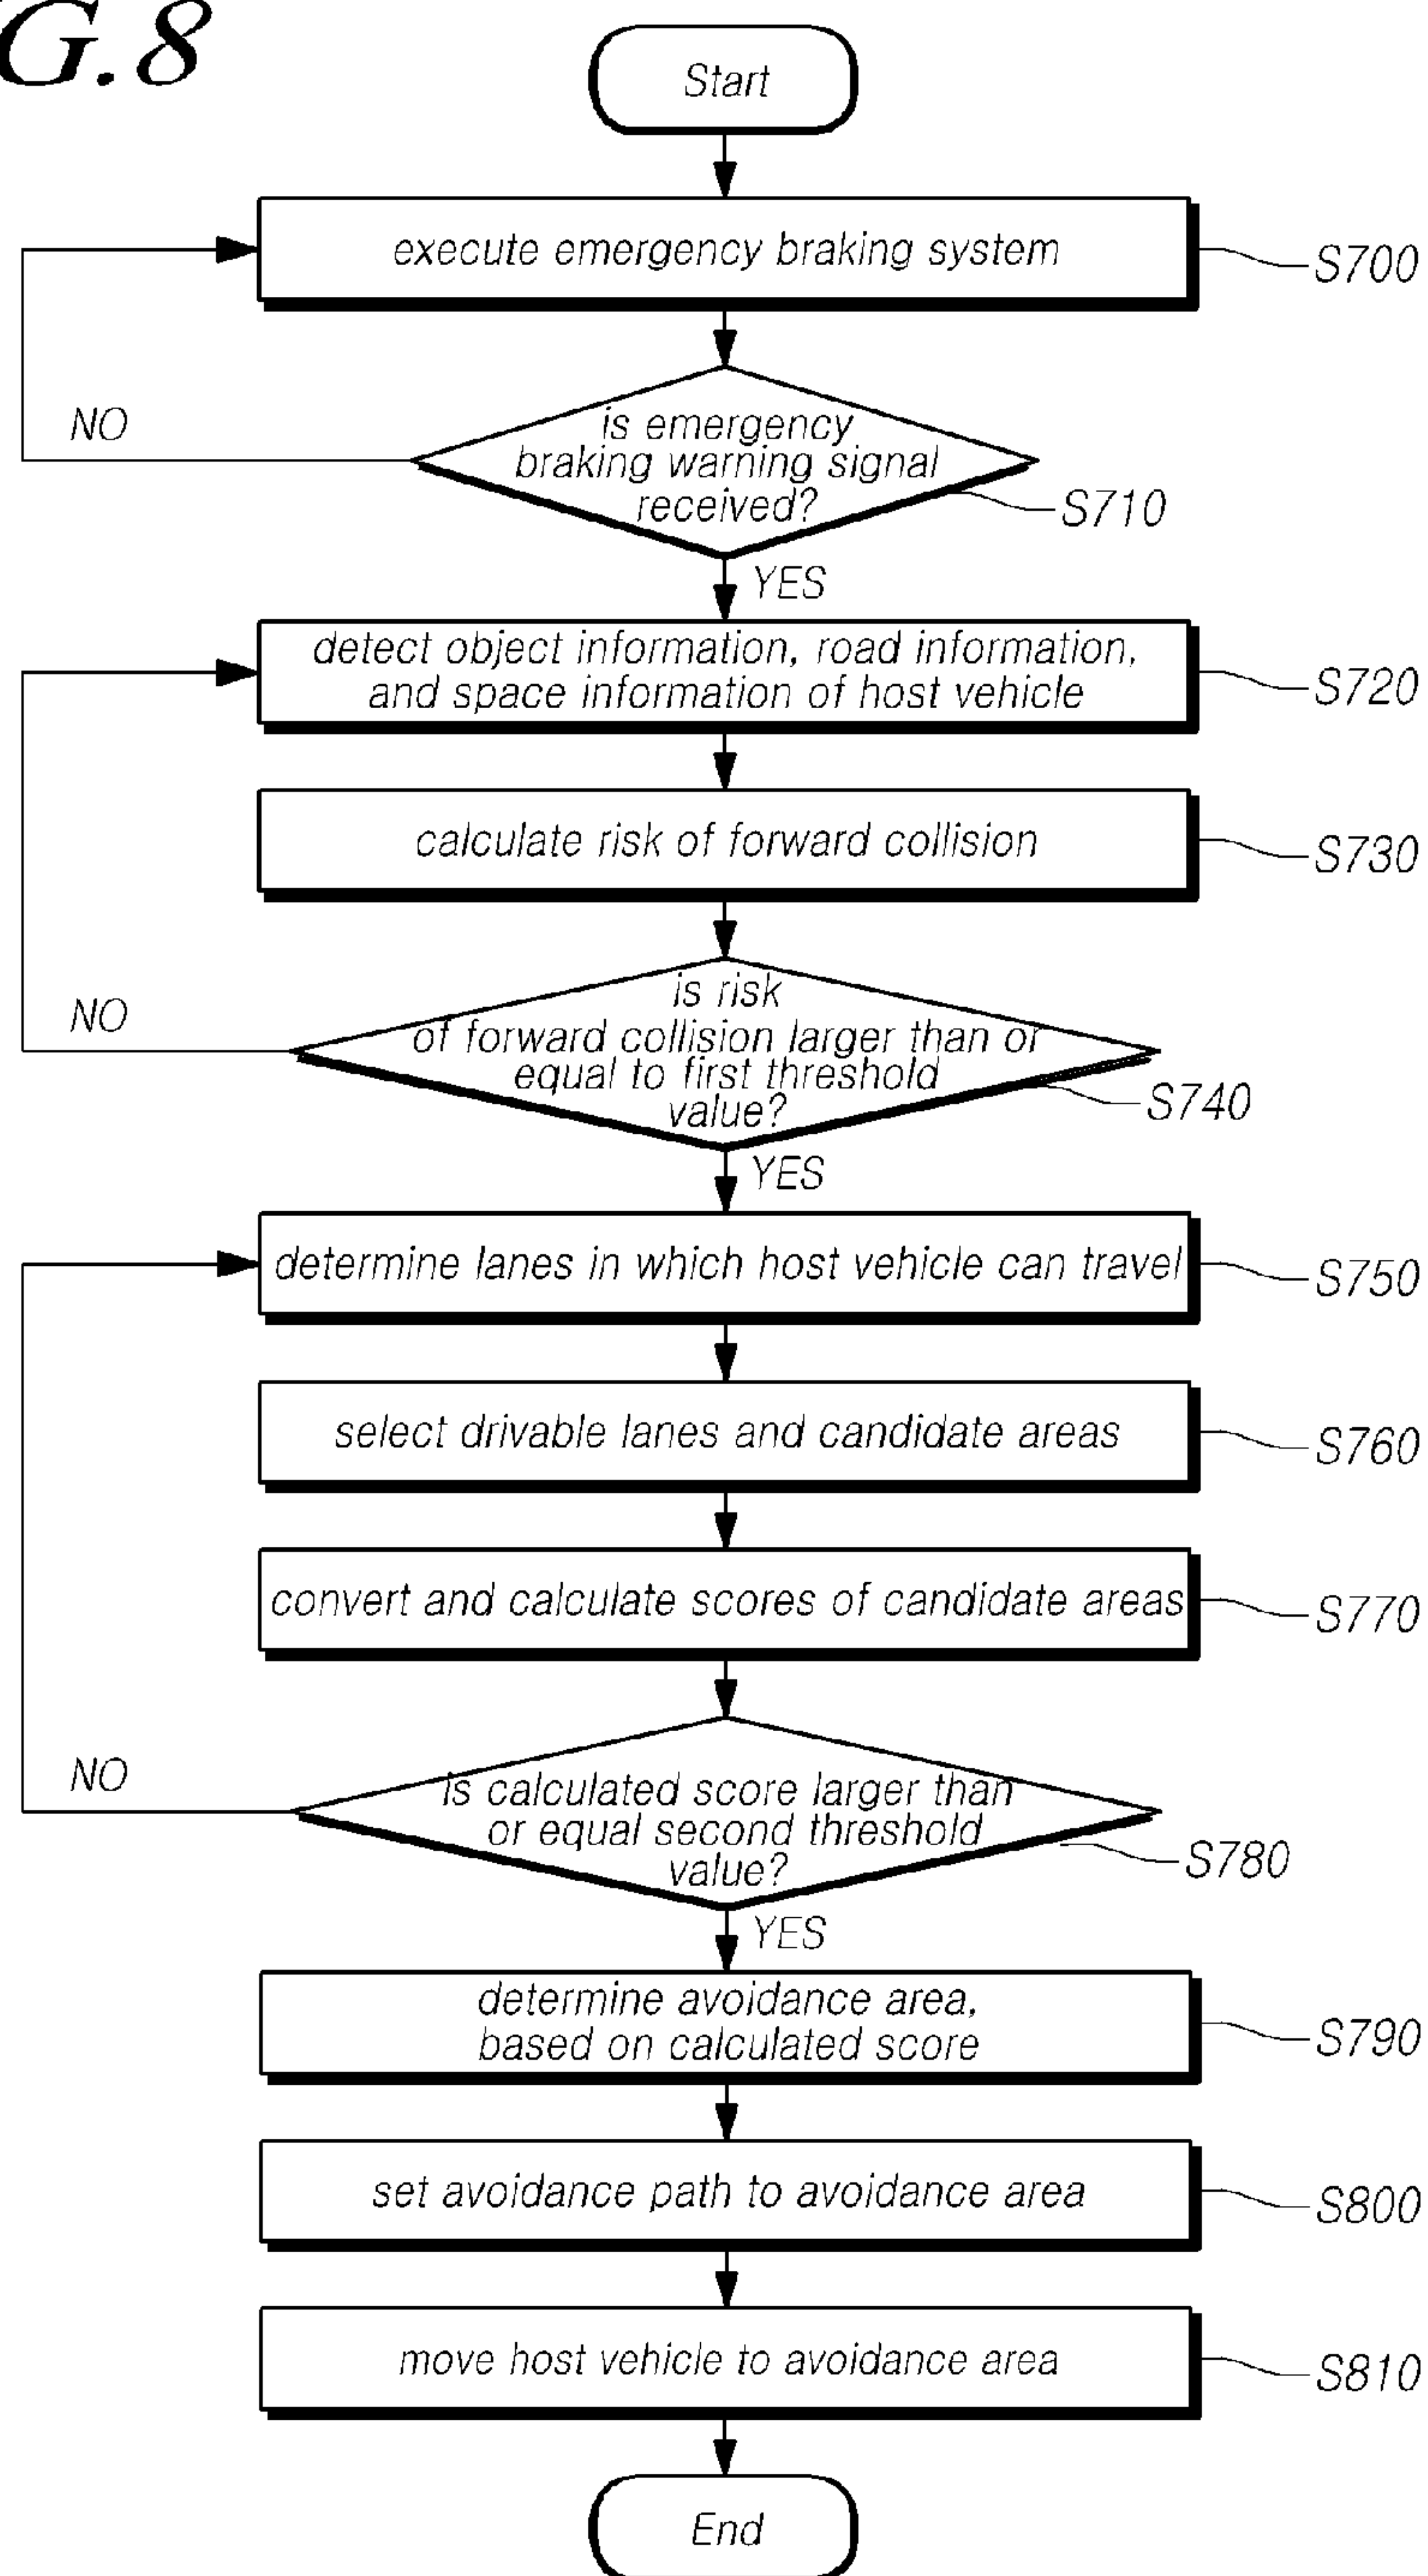 G.8
Start
execute emergency braking system
S700
NO
is emergency
braking warning signal
received?
S710
YES
detect object information, road information,
and space information of host vehicle
S720
calculate risk of forward collision
S730
NO
is risk
of forward collision larger than or
equal to first threshold
value?
S740
YES
determine lanes in which host vehicle can travel
S750
select drivable lanes and candidate areas
S760
convert and calculate scores of candidate areas
S770
NO
is calculated score larger than
or equal second threshold
value?
S780
YES
determine avoidance area,
based on calculated score
S790
set avoidance path to avoidance area
S800
move host vehicle to avoidance area
S810
End